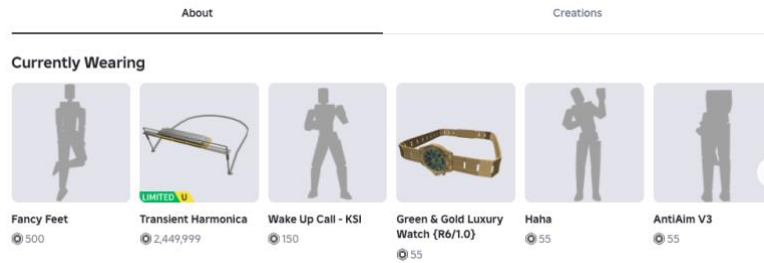 About
Creations
Currently Wearing
LIMITED U
Fancy Feet
500
Transient Harmonica
2,449,999
Wake Up Call - KSI
150
Green & Gold Luxury
Watch {R6/1.0}
55
Haha
55
AntiAim V3
55